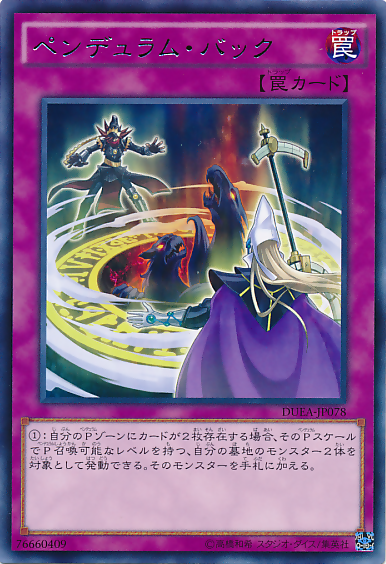 ペンデュラム・バック
罠
トラップ
【罠カード】
DUEA-JP078
①:自分のPゾーンにカードが2枚存在する場合、そのPスケール
でP召喚可能なレベルを持つ、自分の墓地のモンスター2体を
対象として発動できる。そのモンスターを手札に加える。
76660409
©高橋和希 スタジオ・ダイス/集英社